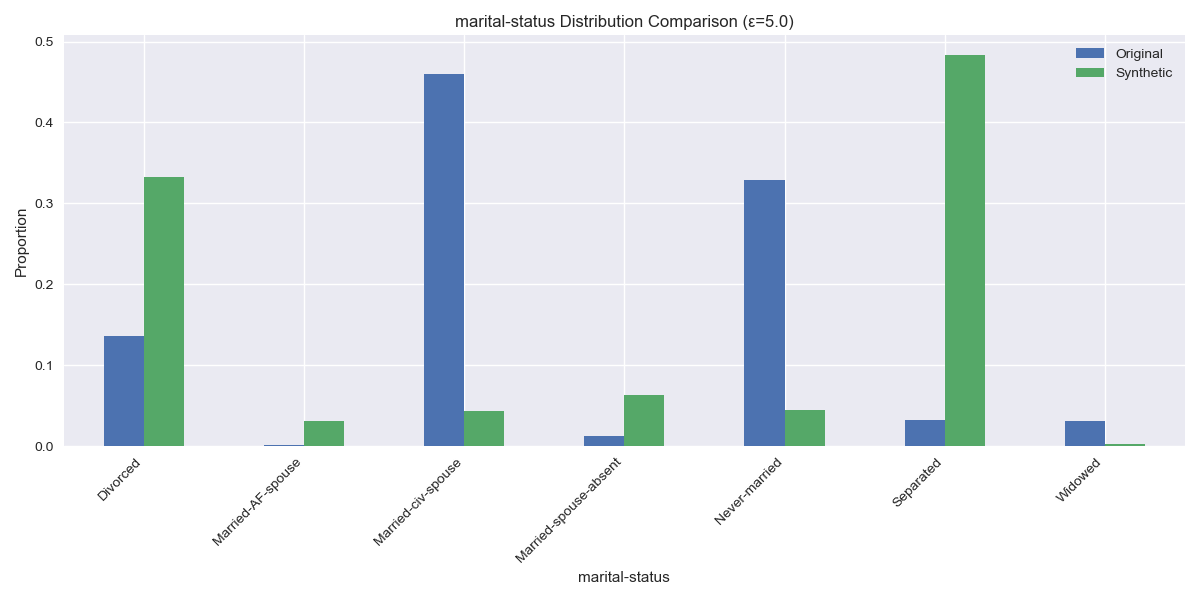 marital-status Distribution Comparison (ε=5.0)
Original
Synthetic
Proportion
0.5
0.4
0.3
0.2
0.1
0.0
Divorced
Married-AF-spouse
Married-civ-spouse
Married-spouse-absent
Never-married
Separated
Widowed
marital-status